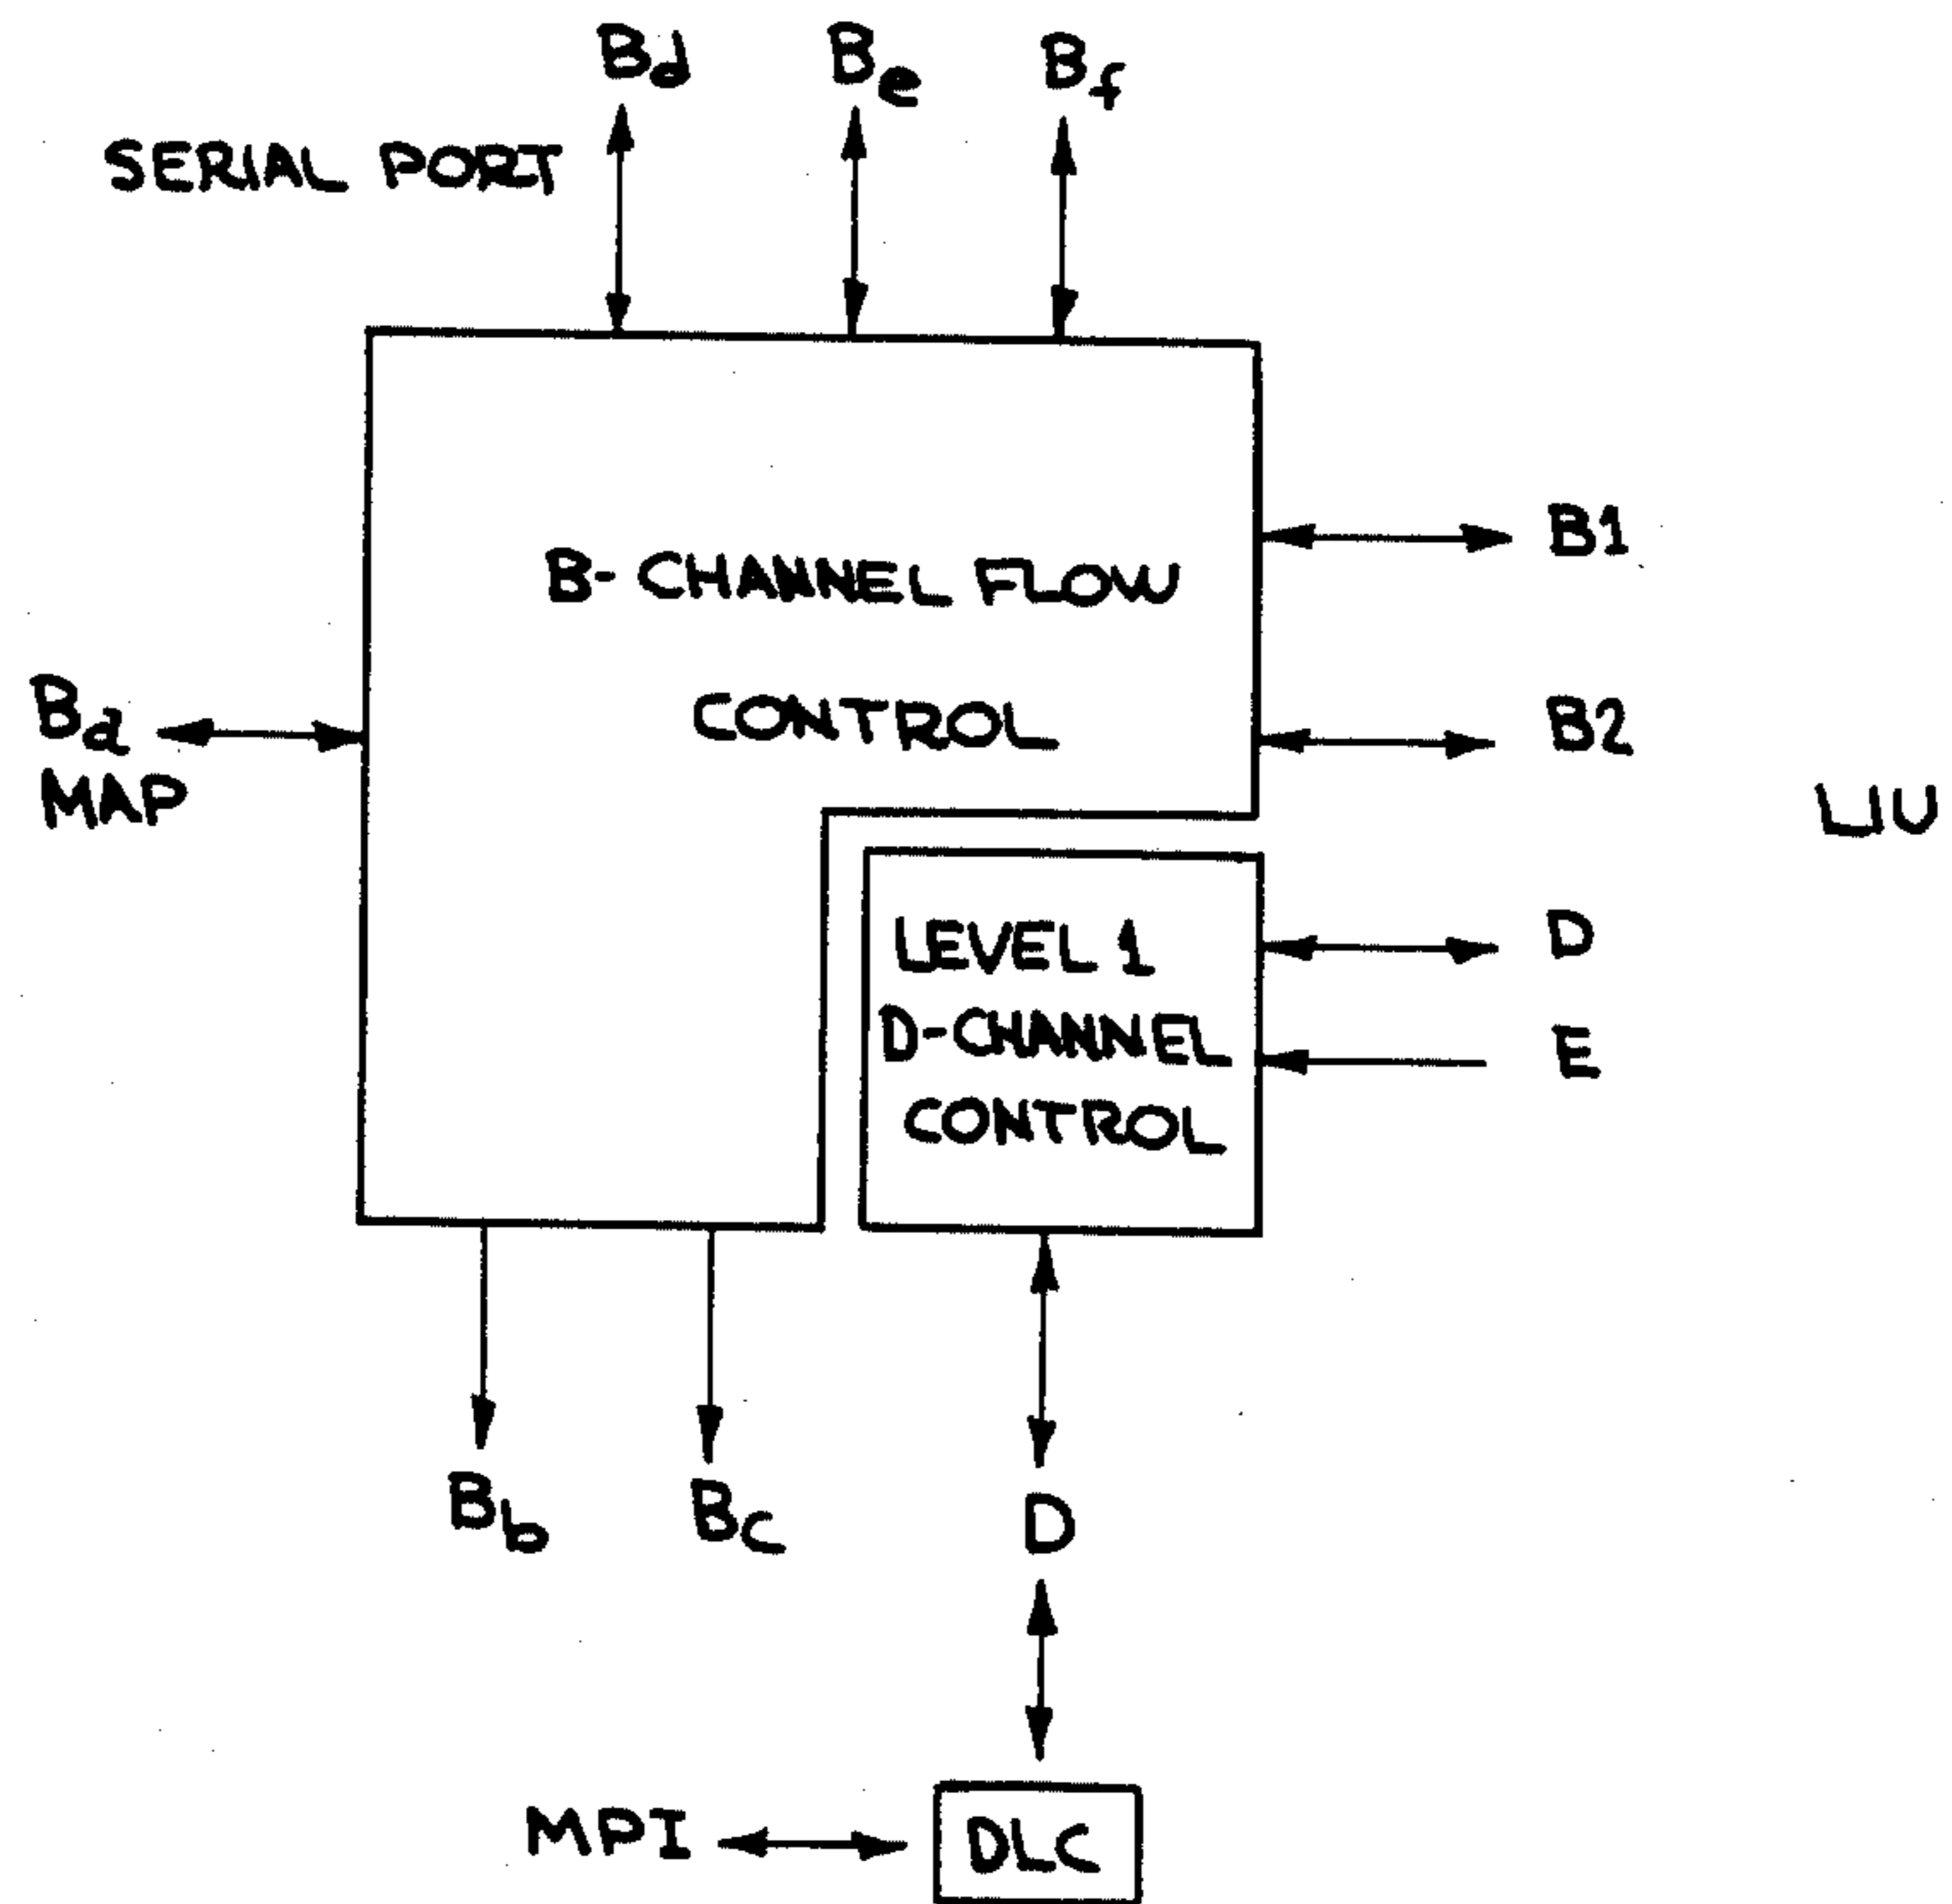 Bd Be Bf
SERIAL PORT
B1
B-CHANNEL FLOW
CONTROL
Ba
MAP
B2
LIU
LEVEL 1
D-CHANNEL
CONTROL
D
E
Bb Bc D
MPI DLC